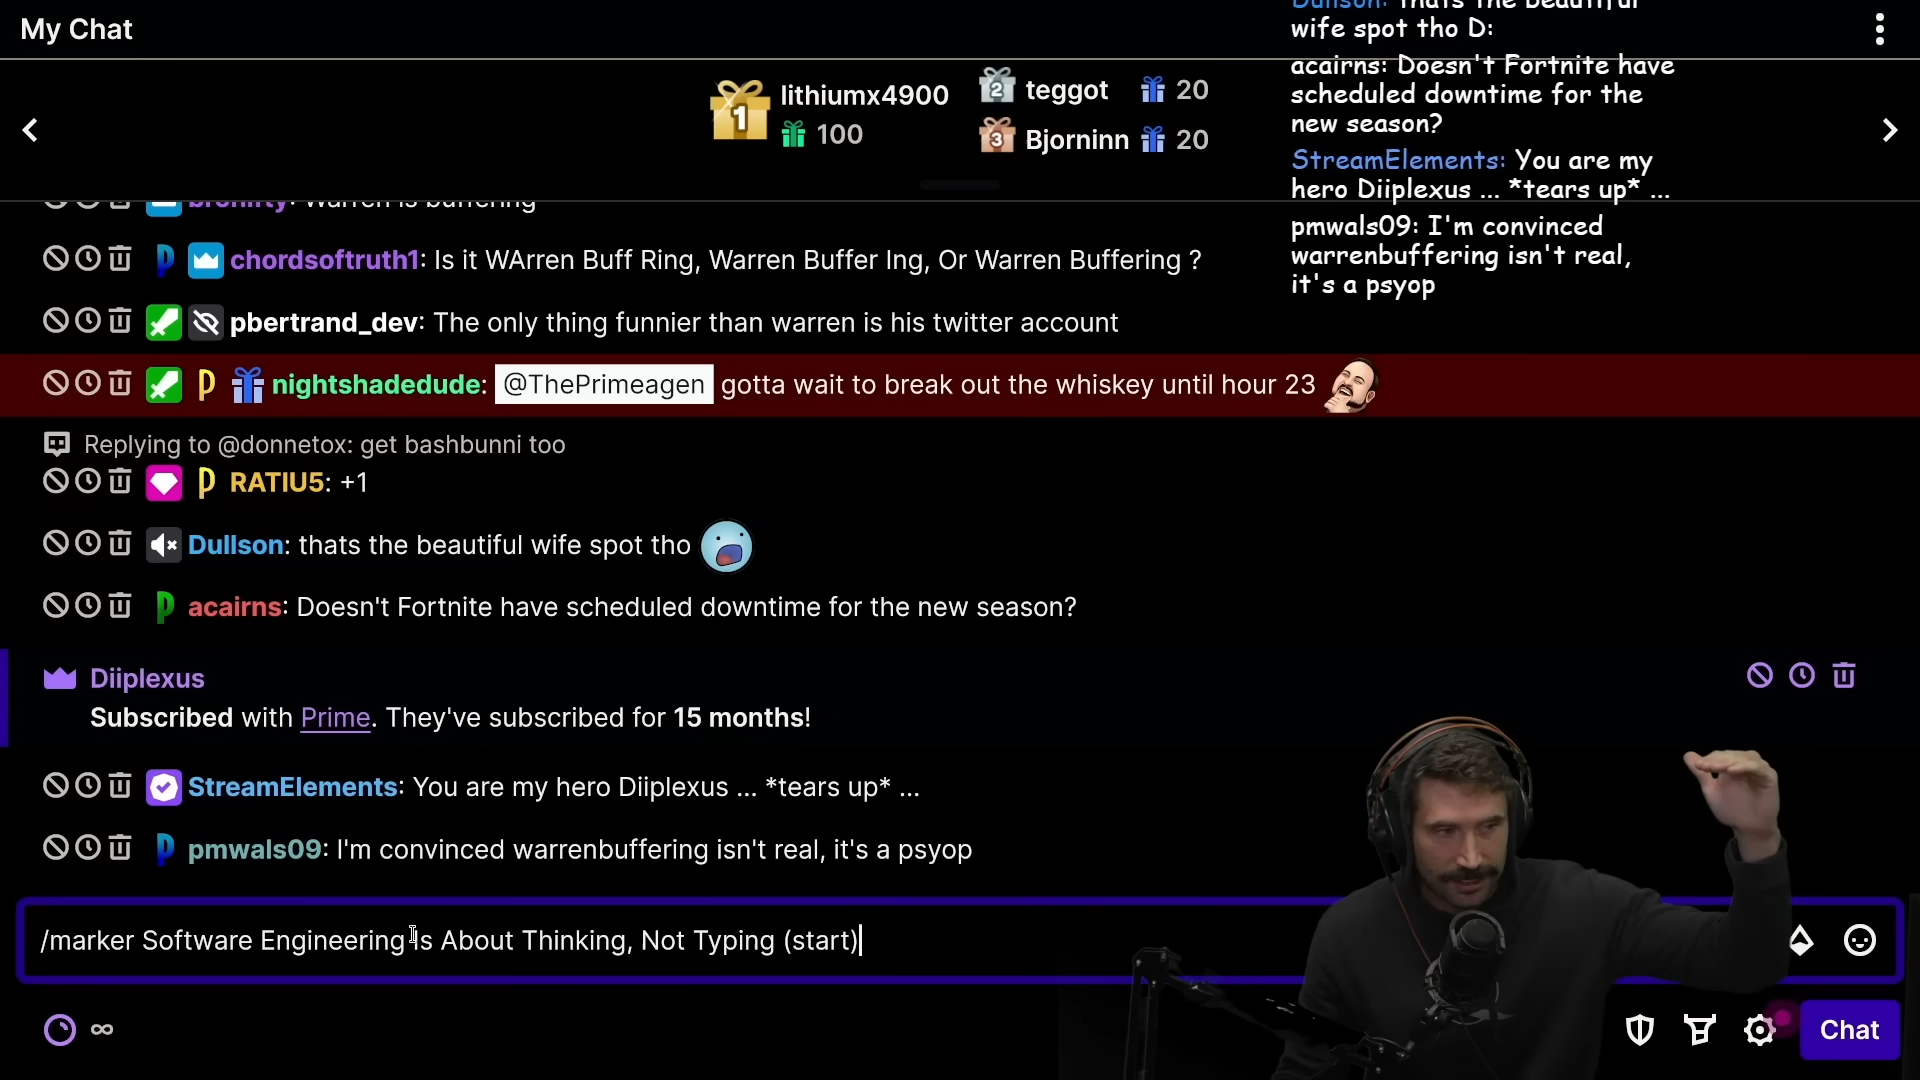 My Chat
lithiumx4900
100
1
2 teggot 20
3 Bjorninn 20
wife spot tho D:
acairns: Doesn't Fortnite have
scheduled downtime for the
new season?
StreamElements: You are my
hero Diiplexus ... *tears up* ...
pmwals09: I'm convinced
warrenbuffering isn't real,
it's a psyop
: Warren is buffering
chordsoftruth1: Is it WArren Buff Ring, Warren Buffer Ing, Or Warren Buffering ?
pbertrand_dev: The only thing funnier than warren is his twitter account
nightshadedude: @ThePrimeagen gotta wait to break out the whiskey until hour 23
Replying to @donnetox: get bashbunni too
RATIU5: +1
Dullson: thats the beautiful wife spot tho
acairns: Doesn't Fortnite have scheduled downtime for the new season?
Diiplexus
Subscribed with Prime. They've subscribed for 15 months!
StreamElements: You are my hero Diiplexus ... *tears up* ...
pmwals09: I'm convinced warrenbuffering isn't real, it's a psyop
/marker Software Engineering Is About Thinking, Not Typing (start)
∞
Chat